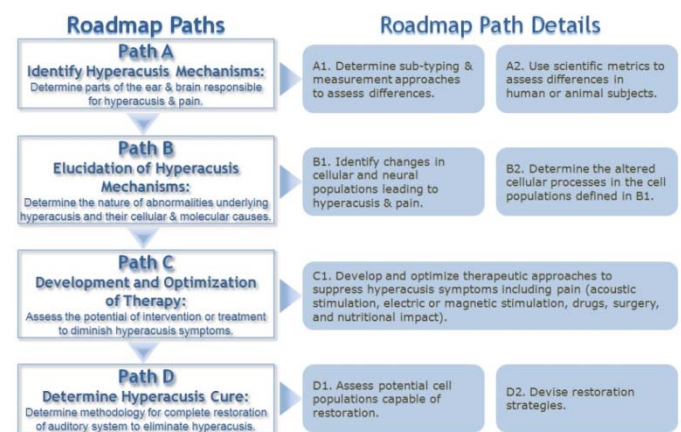 Roadmap Paths
Roadmap Path Details
Path A
Identify Hyperacusis Mechanisms:
Determine parts of the ear & brain responsible
for hyperacusis & pain.
A1. Determine sub-typing &
measurement approaches
to assess differences.
A2. Use scientific metrics to
assess differences in
human or animal subjects.
Path B
Elucidation of Hyperacusis
Mechanisms:
Determine the nature of abnormalities underlying
hyperacusis and their cellular & molecular causes.
B1. Identify changes in
cellular and neural
populations leading to
hyperacusis & pain.
B2. Determine the altered
cellular processes in the cell
populations defined in B1.
Path C
Development and Optimization
of Therapy:
Assess the potential of intervention or treatment
to diminish hyperacusis symptoms.
C1. Develop and optimize therapeutic approaches to
suppress hyperacusis symptoms including pain (acoustic
stimulation, electric or magnetic stimulation, drugs, surgery,
and nutritional impact).
Path D
Determine Hyperacusis Cure:
Determine methodology for complete restoration
of auditory system to eliminate hyperacusis.
D1. Assess potential cell
populations capable of
restoration.
D2. Devise restoration
strategies.